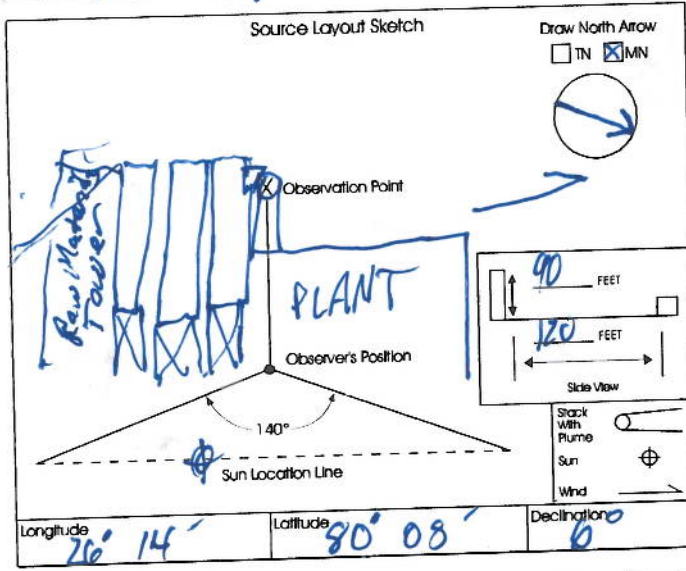 Source Layout Sketch
Draw North Arrow
TN X MN
X Observation Point
Raw Material
Tower
PLANT
90 FEET
120 FEET
Side View
Observer's Position
140°
Sun Location Line
Stack
With
Plume
Sun
Wind
Longitude 26° 14'
Latitude 80° 08'
Declination 6°